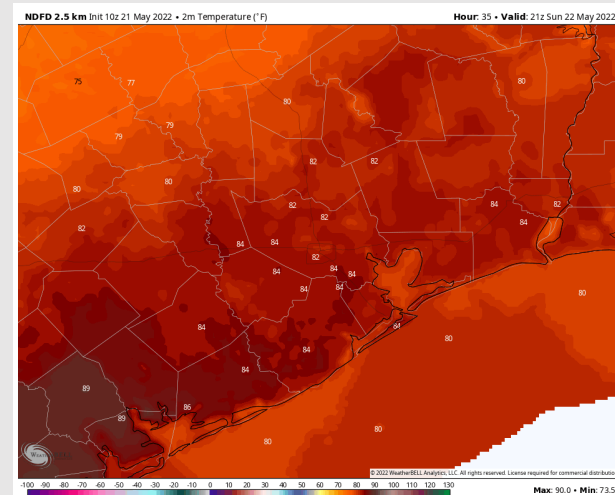 NDFD 2.5 km Init 10z 21 May 2022 • 2m Temperature (°F) Hour: 35 • Valid: 21z Sun 22 May 2022
75 77 80 80
79 79
80 80 82 82
82 82 82 84 84 82
84 84 82
84 84 84
84 84
80
84 84 80
84 84
89 89 86
80 80
© 2022 WeatherBELL Analytics, LLC. All rights reserved. License required for commercial distributio
-100 -90 -80 -70 -60 -50 -40 -30 -20 -10 0 10 20 30 40 50 60 70 80 90 100 110 120 130
Max: 90.0 • Min: 73.5